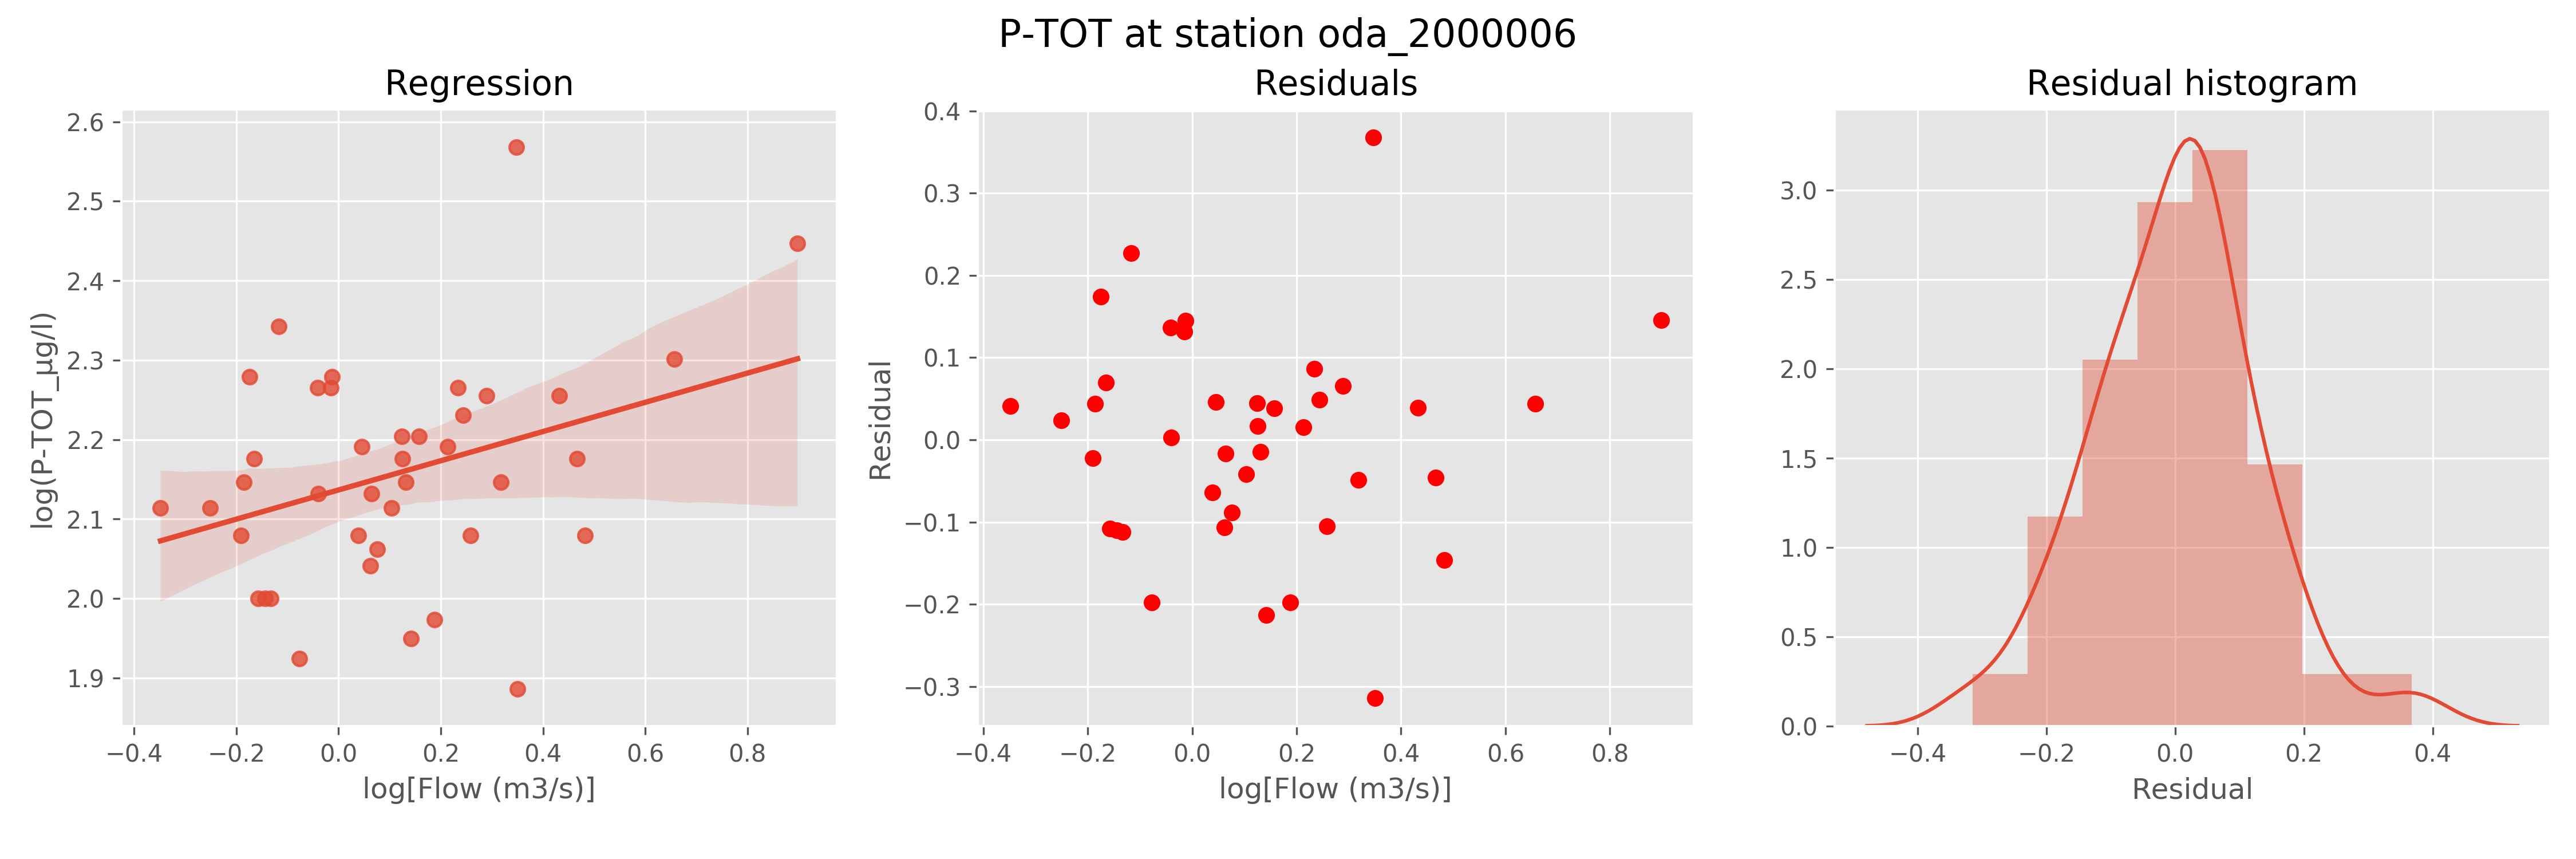 P-TOT at station oda_2000006
Regression
2.6
2.5
2.4
2.3
2.2
2.1
2.0
1.9
log(P-TOT_µg/l)
−0.4 −0.2 0.0 0.2 0.4 0.6 0.8
log[Flow (m3/s)]
Residuals
0.4
0.3
0.2
0.1
0.0
−0.1
−0.2
−0.3
Residual
−0.4 −0.2 0.0 0.2 0.4 0.6 0.8
log[Flow (m3/s)]
Residual histogram
3.0
2.5
2.0
1.5
1.0
0.5
0.0
−0.4 −0.2 0.0 0.2 0.4
Residual